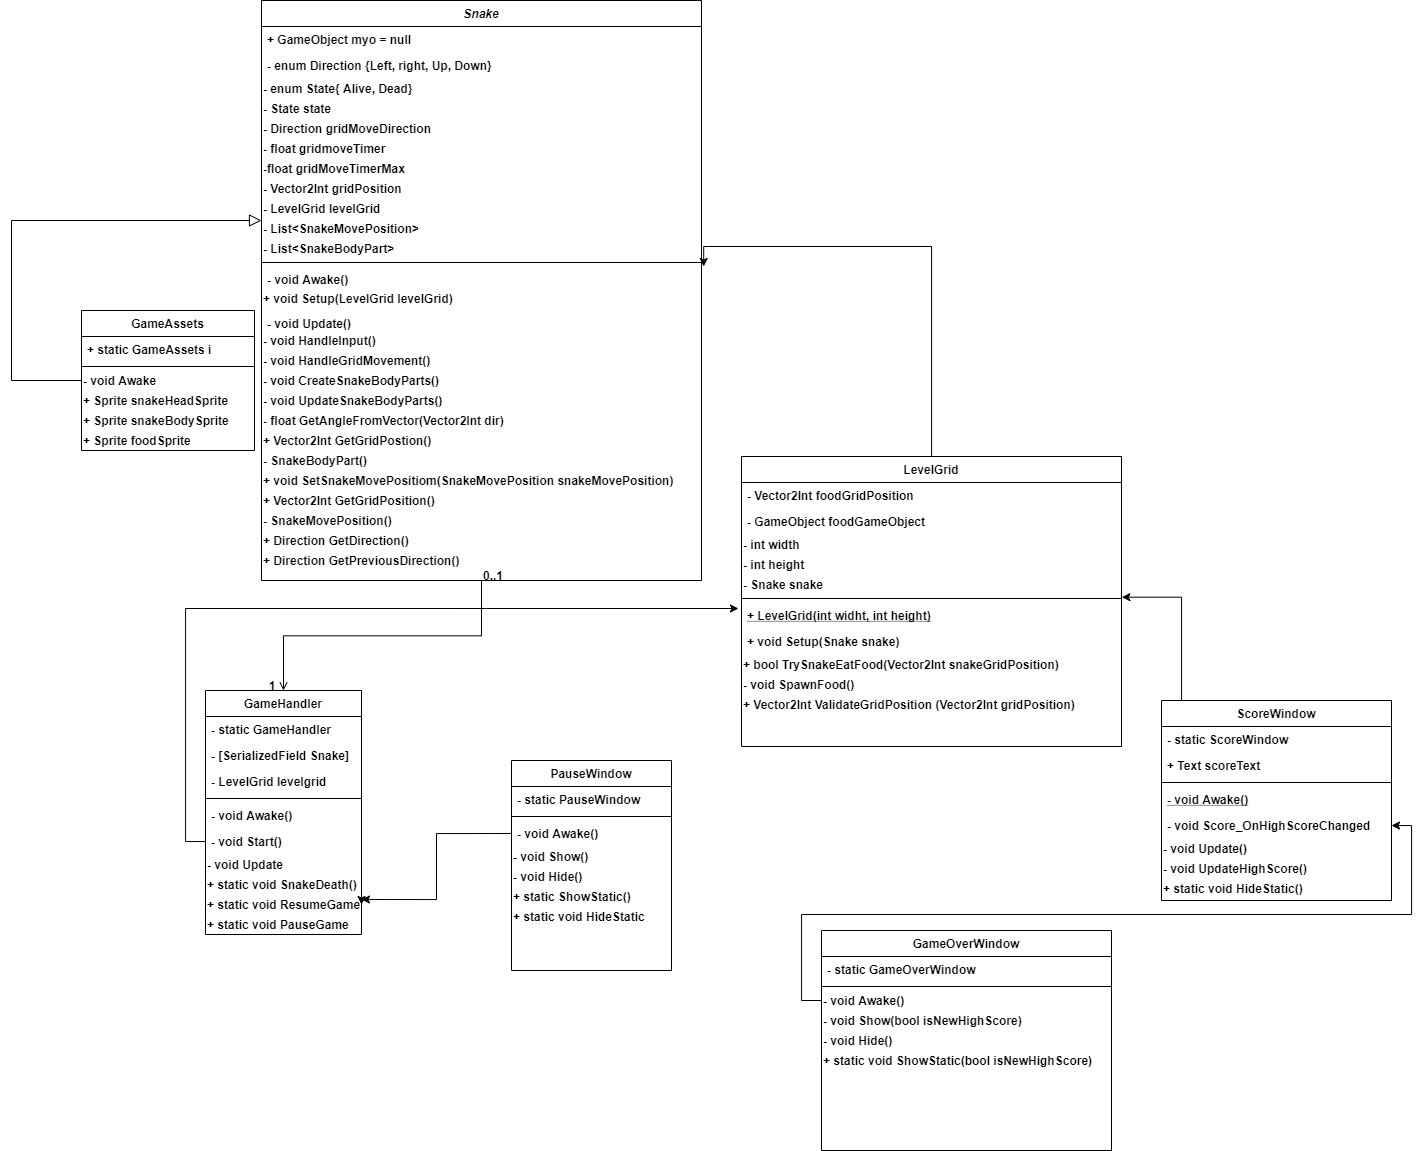 Snake
+ GameObject myo = null
- enum Direction {Left, right, Up, Down}
- enum State{ Alive, Dead}
- State state
- Direction gridMoveDirection
- float gridmoveTimer
-float gridMoveTimerMax
- Vector2Int gridPosition
- LevelGrid levelGrid
- List<SnakeMovePosition>
- List<SnakeBodyPart>
- void Awake()
+ void Setup(LevelGrid levelGrid)
- void Update()
- void HandleInput()
- void HandleGridMovement()
- void CreateSnakeBodyParts()
- void UpdateSnakeBodyParts()
- float GetAngleFromVector(Vector2Int dir)
+ Vector2Int GetGridPostion()
- SnakeBodyPart()
+ void SetSnakeMovePositiom(SnakeMovePosition snakeMovePosition)
+ Vector2Int GetGridPosition()
- SnakeMovePosition()
+ Direction GetDirection()
+ Direction GetPreviousDirection()
0..1
GameAssets
+ static GameAssets i
- void Awake
+ Sprite snakeHeadSprite
+ Sprite snakeBodySprite
+ Sprite foodSprite
LevelGrid
- Vector2Int foodGridPosition
- GameObject foodGameObject
- int width
- int height
- Snake snake
+ LevelGrid(int widht, int height)
+ void Setup(Snake snake)
+ bool TrySnakeEatFood(Vector2Int snakeGridPosition)
- void SpawnFood()
+ Vector2Int ValidateGridPosition (Vector2Int gridPosition)
1
GameHandler
- static GameHandler
- [SerializedField Snake]
- LevelGrid levelgrid
- void Awake()
- void Start()
- void Update
+ static void SnakeDeath()
+ static void ResumeGame
+ static void PauseGame
PauseWindow
- static PauseWindow
- void Awake()
- void Show()
- void Hide()
+ static ShowStatic()
+ static void HideStatic
ScoreWindow
- static ScoreWindow
+ Text scoreText
- void Awake()
- void Score_OnHighScoreChanged
- void Update()
- void UpdateHighScore()
+ static void HideStatic()
GameOverWindow
- static GameOverWindow
- void Awake()
- void Show(bool isNewHighScore)
- void Hide()
+ static void ShowStatic(bool isNewHighScore)